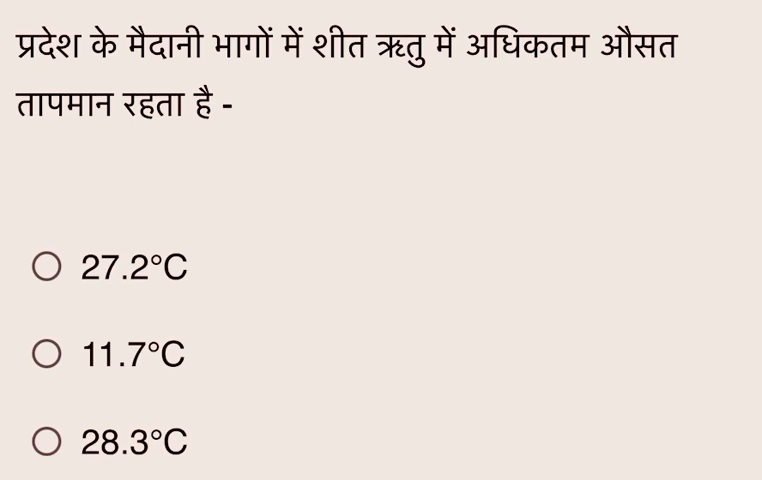 प्रदेश के मैदानी भागों में शीत ऋतु में अधिकतम औसत
तापमान रहता है -
27.2°C
11.7°C
28.3°C